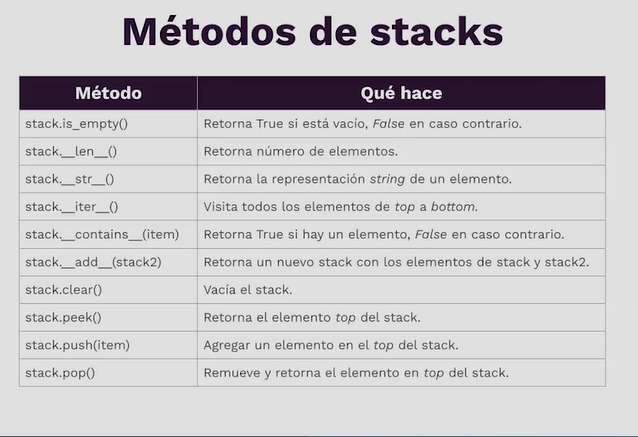 Métodos de stacks
Método Qué hace
stack.is_empty() Retorna True si está vacío, False en caso contrario.
stack.__len__() Retorna número de elementos.
stack.__str__() Retorna la representación string de un elemento.
stack.__iter__() Visita todos los elementos de top a bottom.
stack.__contains__(item) Retorna True si hay un elemento, False en caso contrario.
stack.__add__(stack2) Retorna un nuevo stack con los elementos de stack y stack2.
stack.clear() Vacía el stack.
stack.peek() Retorna el elemento top del stack.
stack.push(item) Agregar un elemento en el top del stack.
stack.pop() Remueve y retorna el elemento en top del stack.